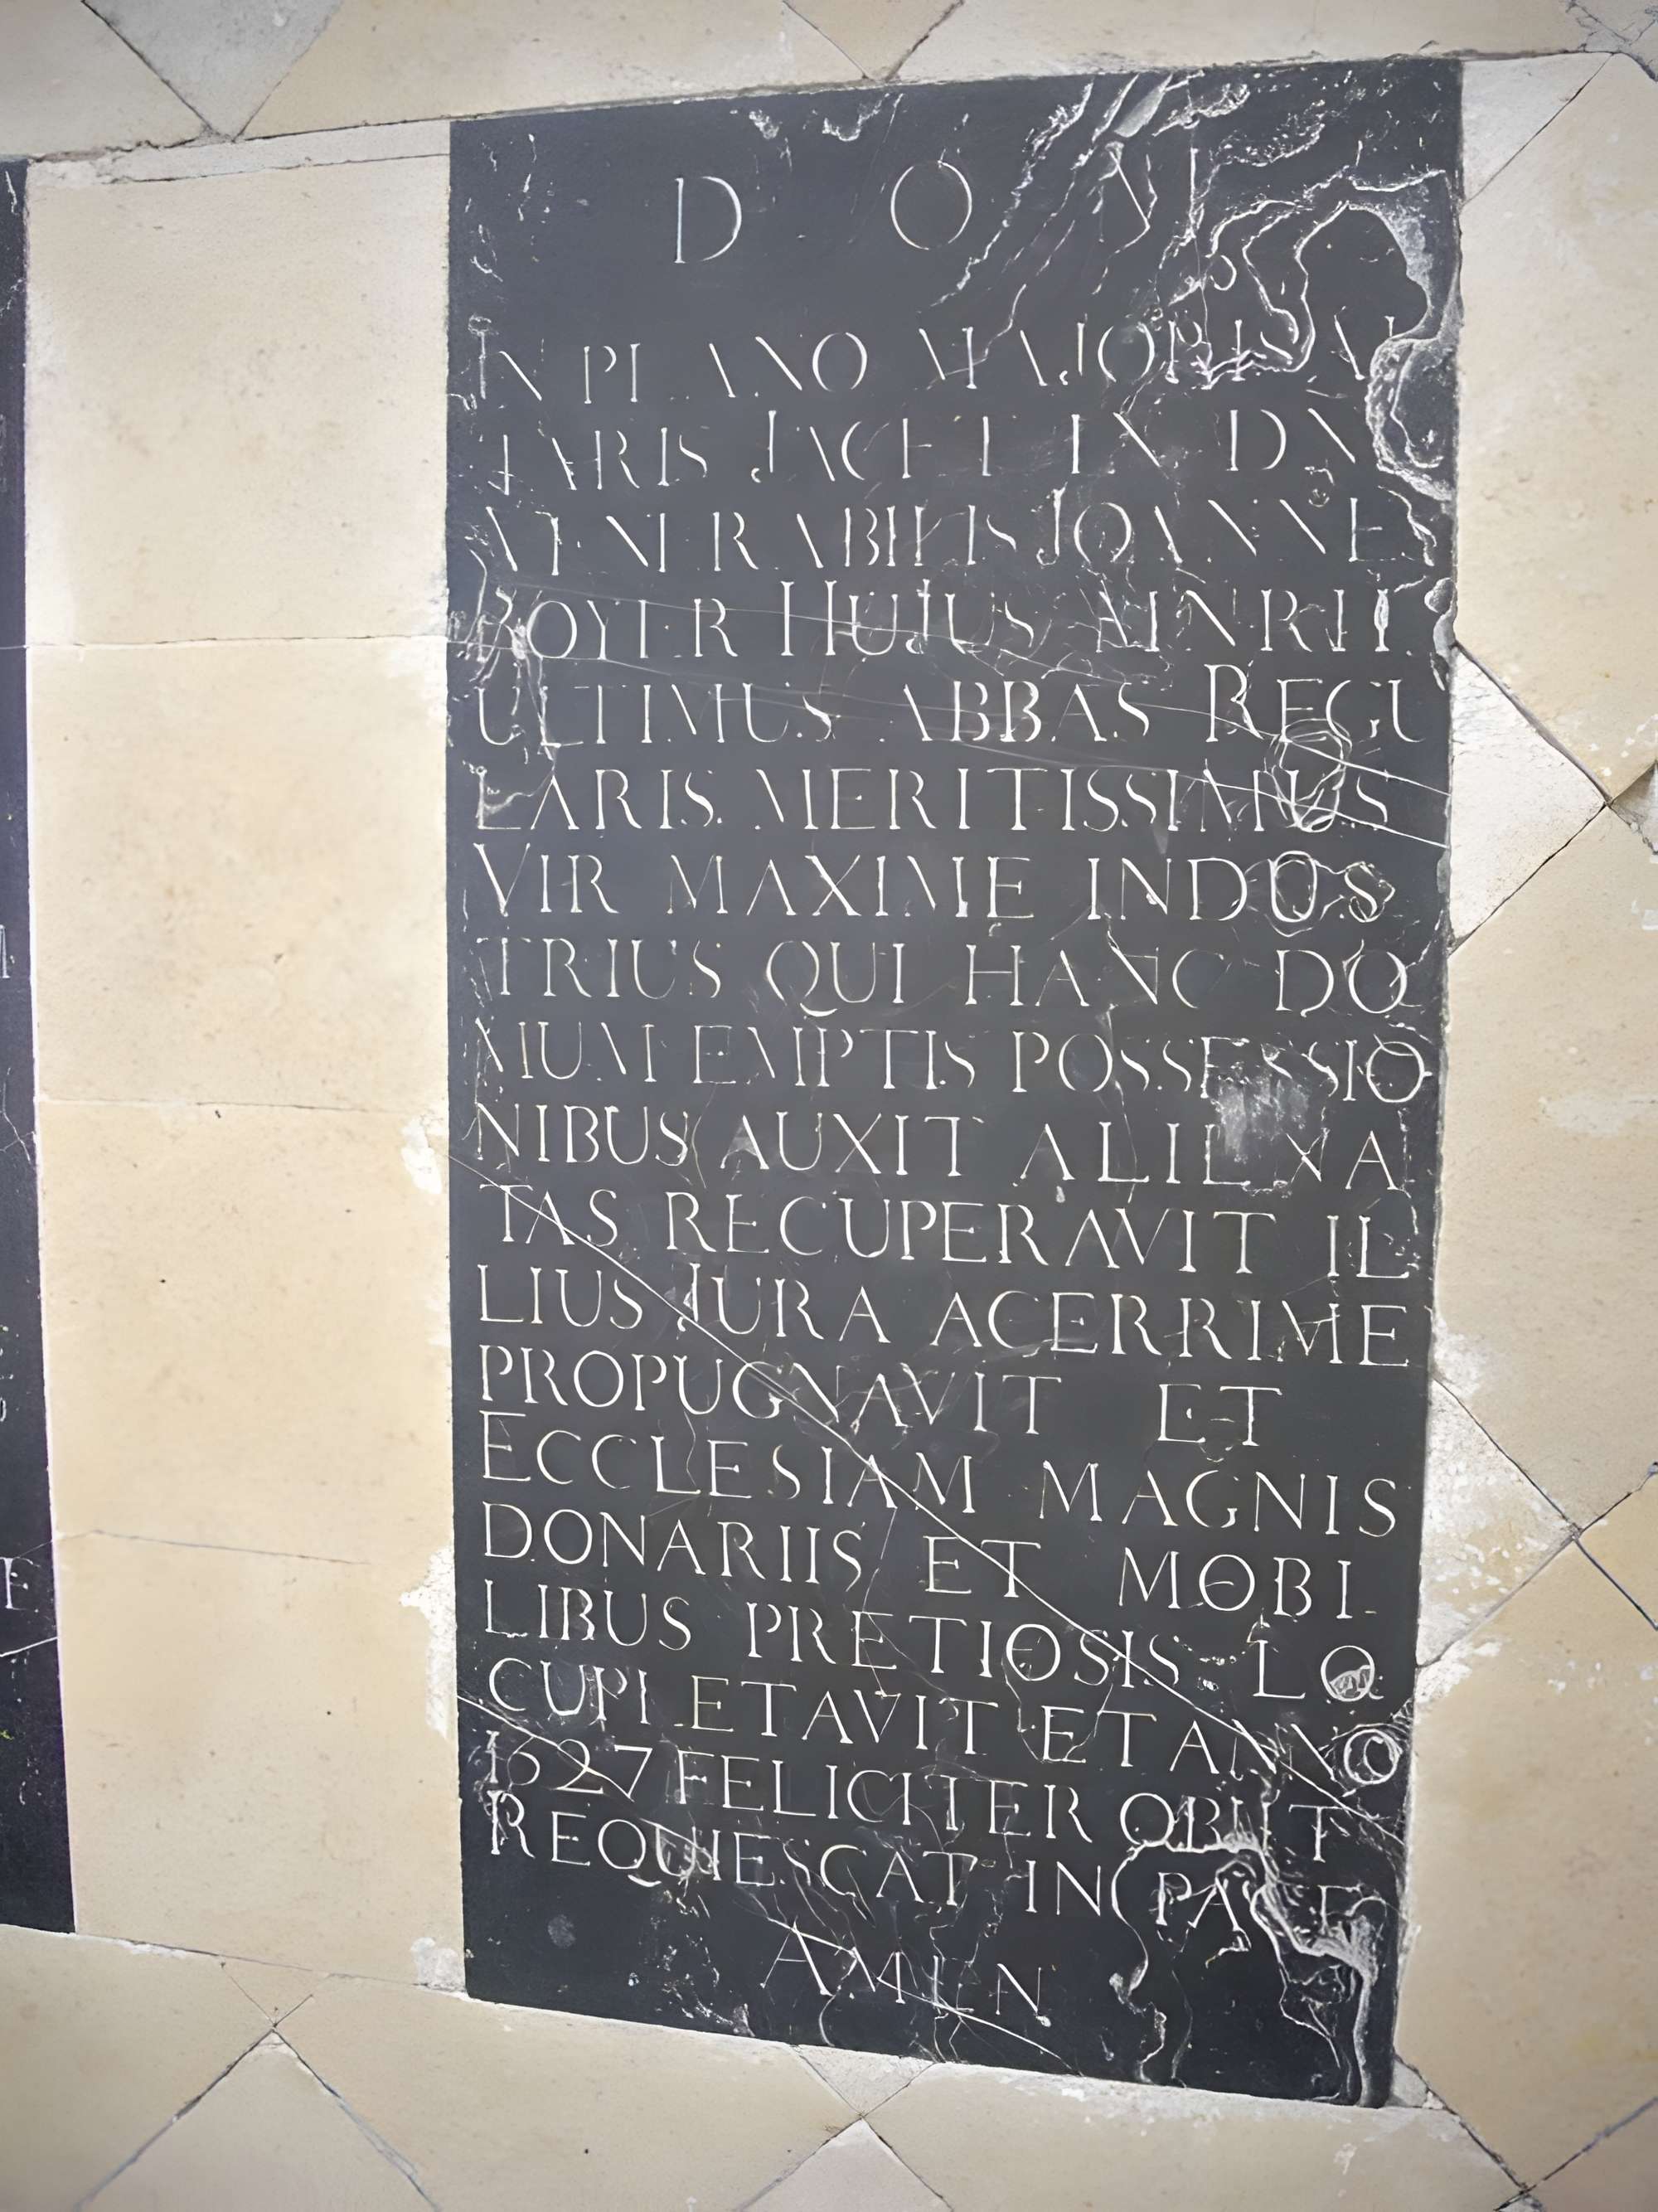 D O M
IN PLANO MAJORIS AL
TARIS JACET IN DNO
VENERABILIS JOANNES
BOYER HUJUS MNRII
ULTIMUS ABBAS REGU
LARIS MERITISSIMUS
VIR MAXIME INDUS
TRIUS QUI HANC DO
MUM EMPTIS POSSESSIO
NIBUS AUXIT ALIENA
TAS RECUPERAVIT IL
LIUS JURA ACERRIME
PROPUGNAVIT ET
ECCLESIAM MAGNIS
DONARIIS ET MOBI
LIBUS PRETIOSIS LO
CUPLETAVIT ET ANNO
1627 FELICITER OBIIT
REQUIESCAT IN PACE
AMEN